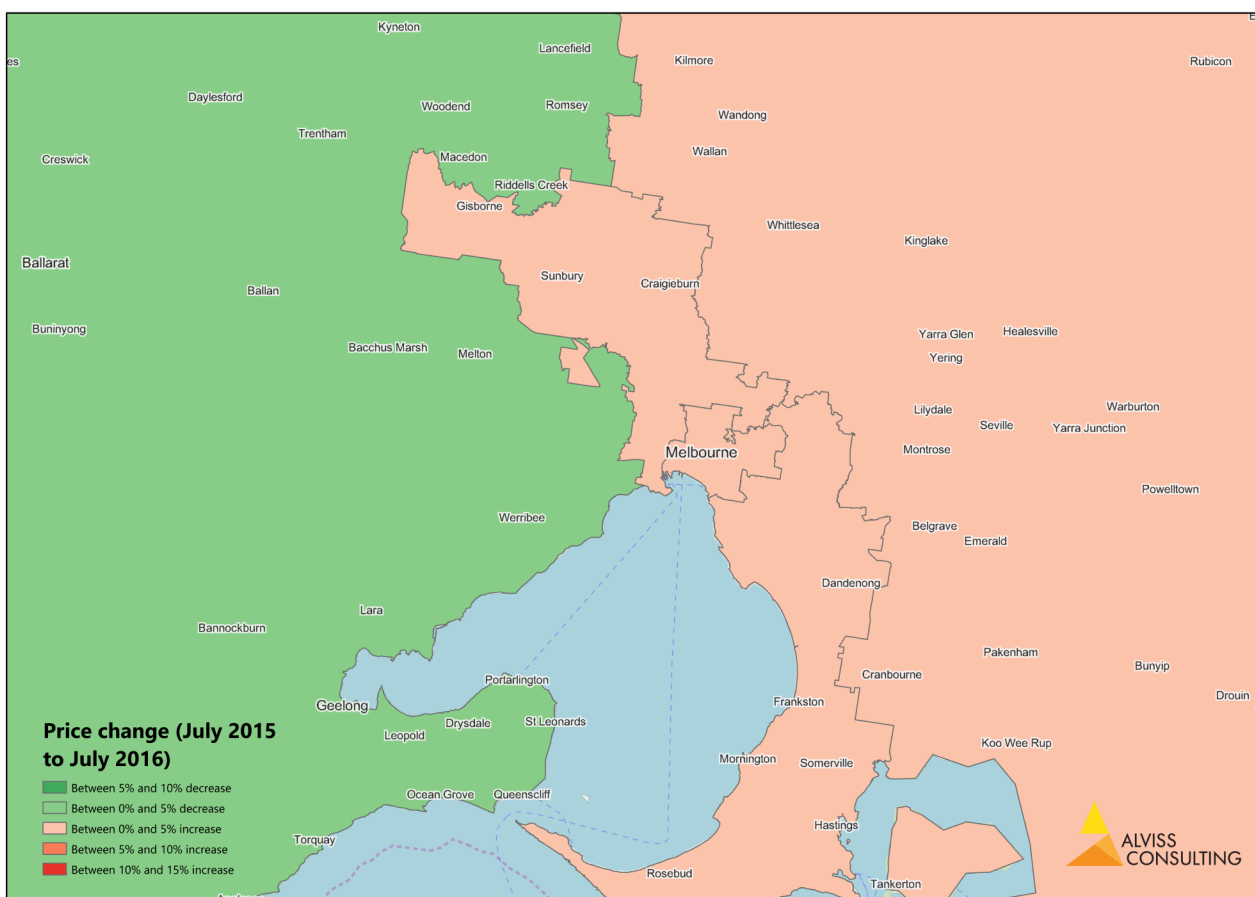 Kyneton
Lancefield
Kilmore
Rubicon
es
Daylesford
Woodend
Romsey
Wandong
Trentham
Wallan
Creswick
Macedon
Riddells Creek
Gisborne
Whittlesea
Kinglake
Ballarat
Sunbury
Craigieburn
Ballan
Buninyong
Yarra Glen
Healesville
Bacchus Marsh
Melton
Yering
Lilydale
Warburton
Seville
Yarra Junction
Melbourne
Montrose
Powelltown
Werribee
Belgrave
Emerald
Dandenong
Lara
Bannockburn
Pakenham
Bunyip
Cranbourne
Portarlington
Drouin
Geelong
Frankston
Drysdale
St Leonards
Leopold
Koo Wee Rup
Mornington
Somerville
Ocean Grove
Queenscliff
Hastings
Torquay
Rosebud
Tankerton
Price change (July 2015
to July 2016)
Between 5% and 10% decrease
Between 0% and 5% decrease
Between 0% and 5% increase
Between 5% and 10% increase
Between 10% and 15% increase
ALVISS
CONSULTING